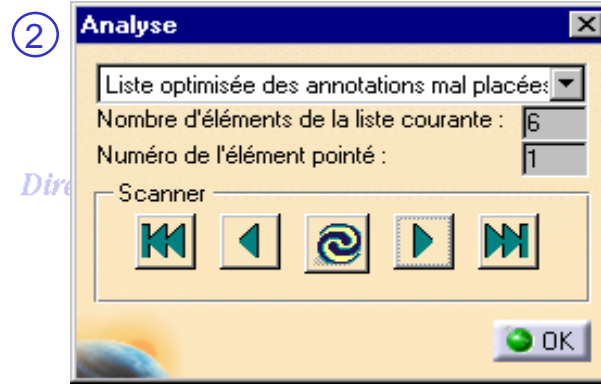 2
Analyse
Liste optimisée des annotations mal placées
Nombre d'éléments de la liste courante : 6
Numéro de l'élément pointé : 1
Dire
Scanner
OK